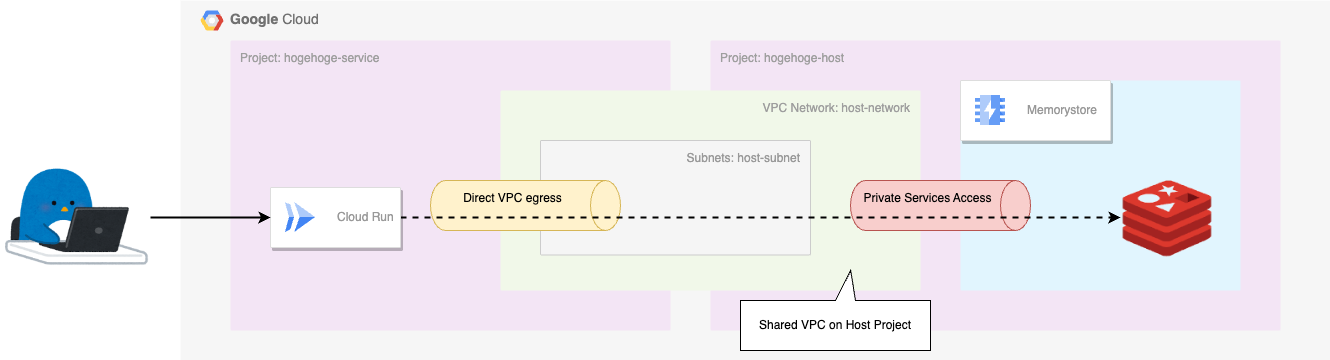 Google Cloud
Project: hogehoge-service
Project: hogehoge-host
VPC Network: host-network
Memorystore
Subnets: host-subnet
Direct VPC egress
Private Services Access
Cloud Run
Shared VPC on Host Project